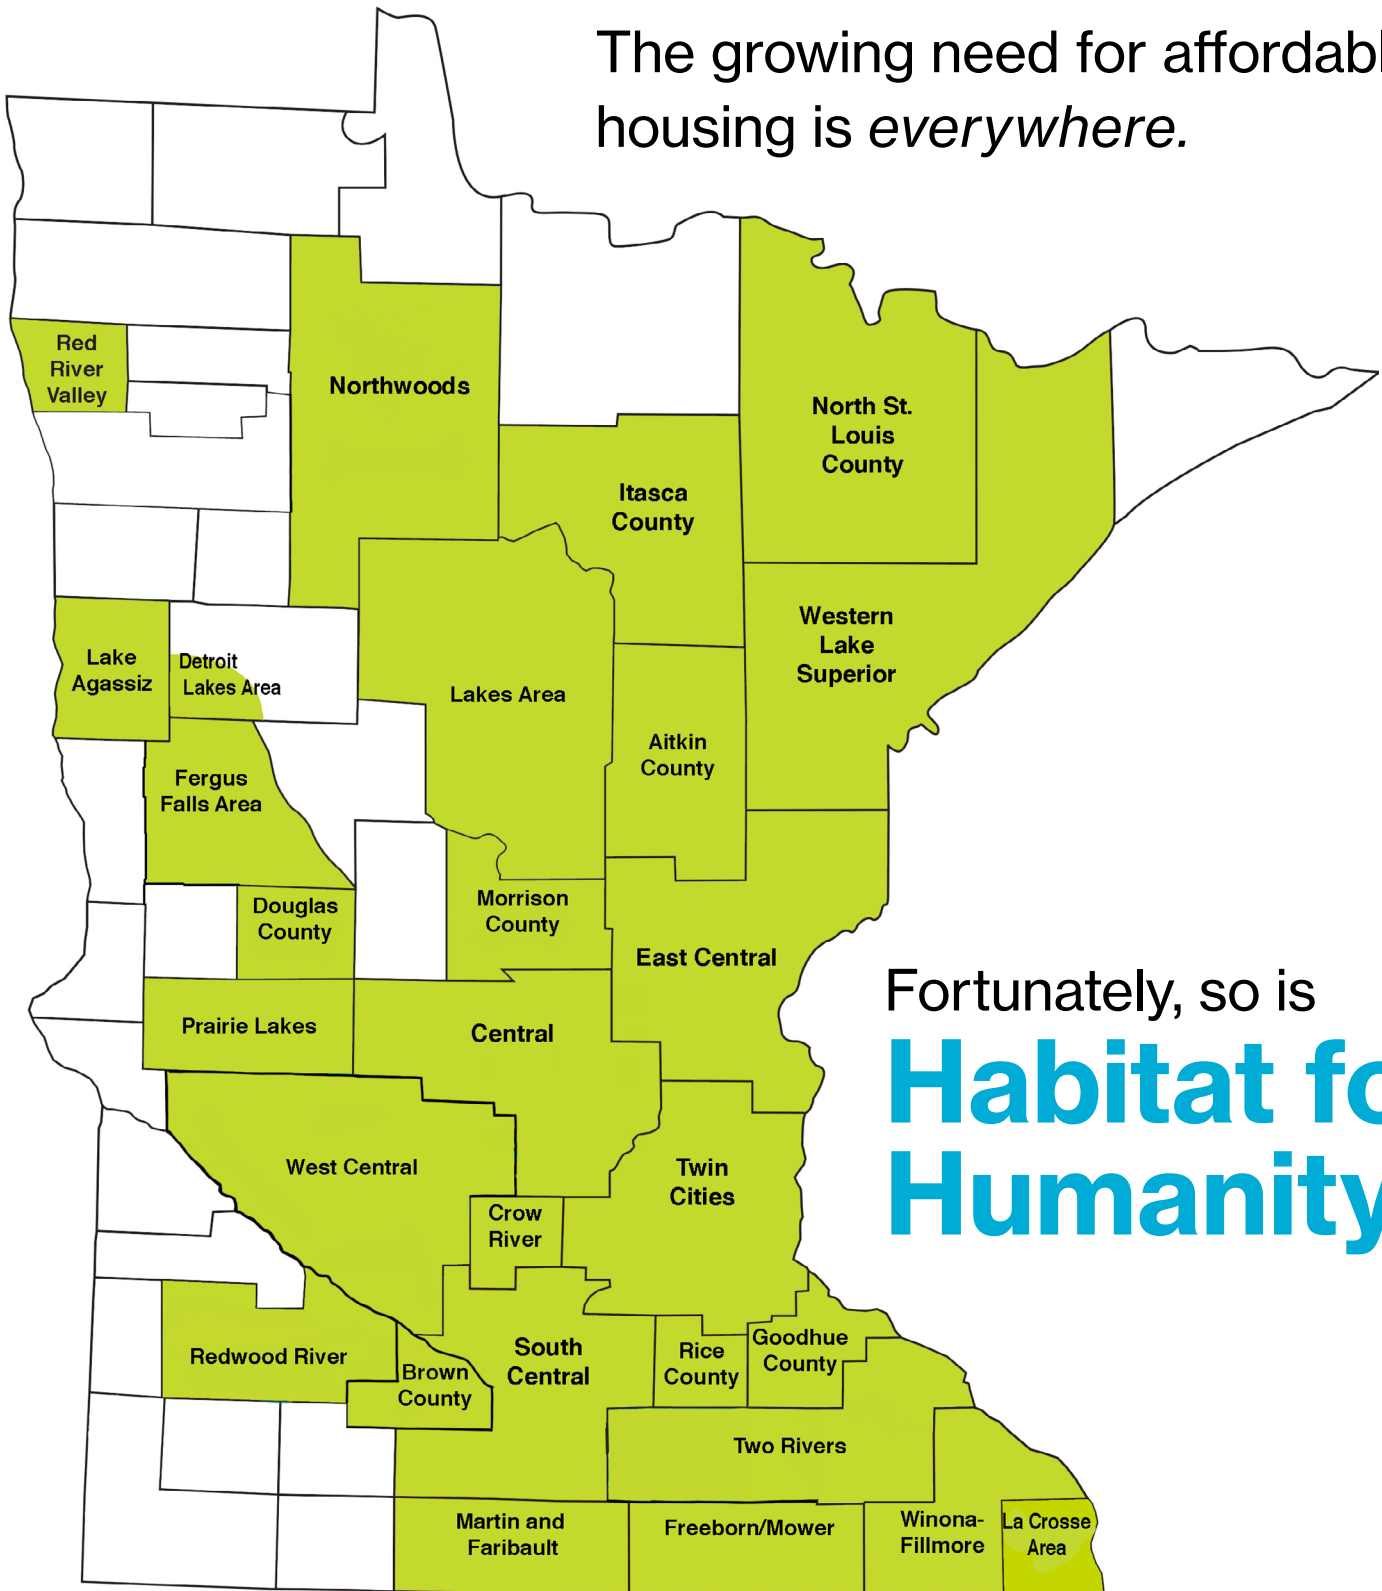 The growing need for affordabl
housing is everywhere.
Red
River
Valley
Northwoods
North St.
Louis
County
Itasca
County
Western
Lake
Superior
Lake
Agassiz
Detroit
Lakes Area
Lakes Area
Aitkin
County
Fergus
Falls Area
Douglas
County
Morrison
County
East Central
Prairie Lakes
Central
Fortunately, so is
Habitat fo
Humanity
West Central
Twin
Cities
Crow
River
Redwood River
Brown
County
South
Central
Rice
County
Goodhue
County
Two Rivers
Martin and
Faribault
Freeborn/Mower
Winona-
Fillmore
La Crosse
Area